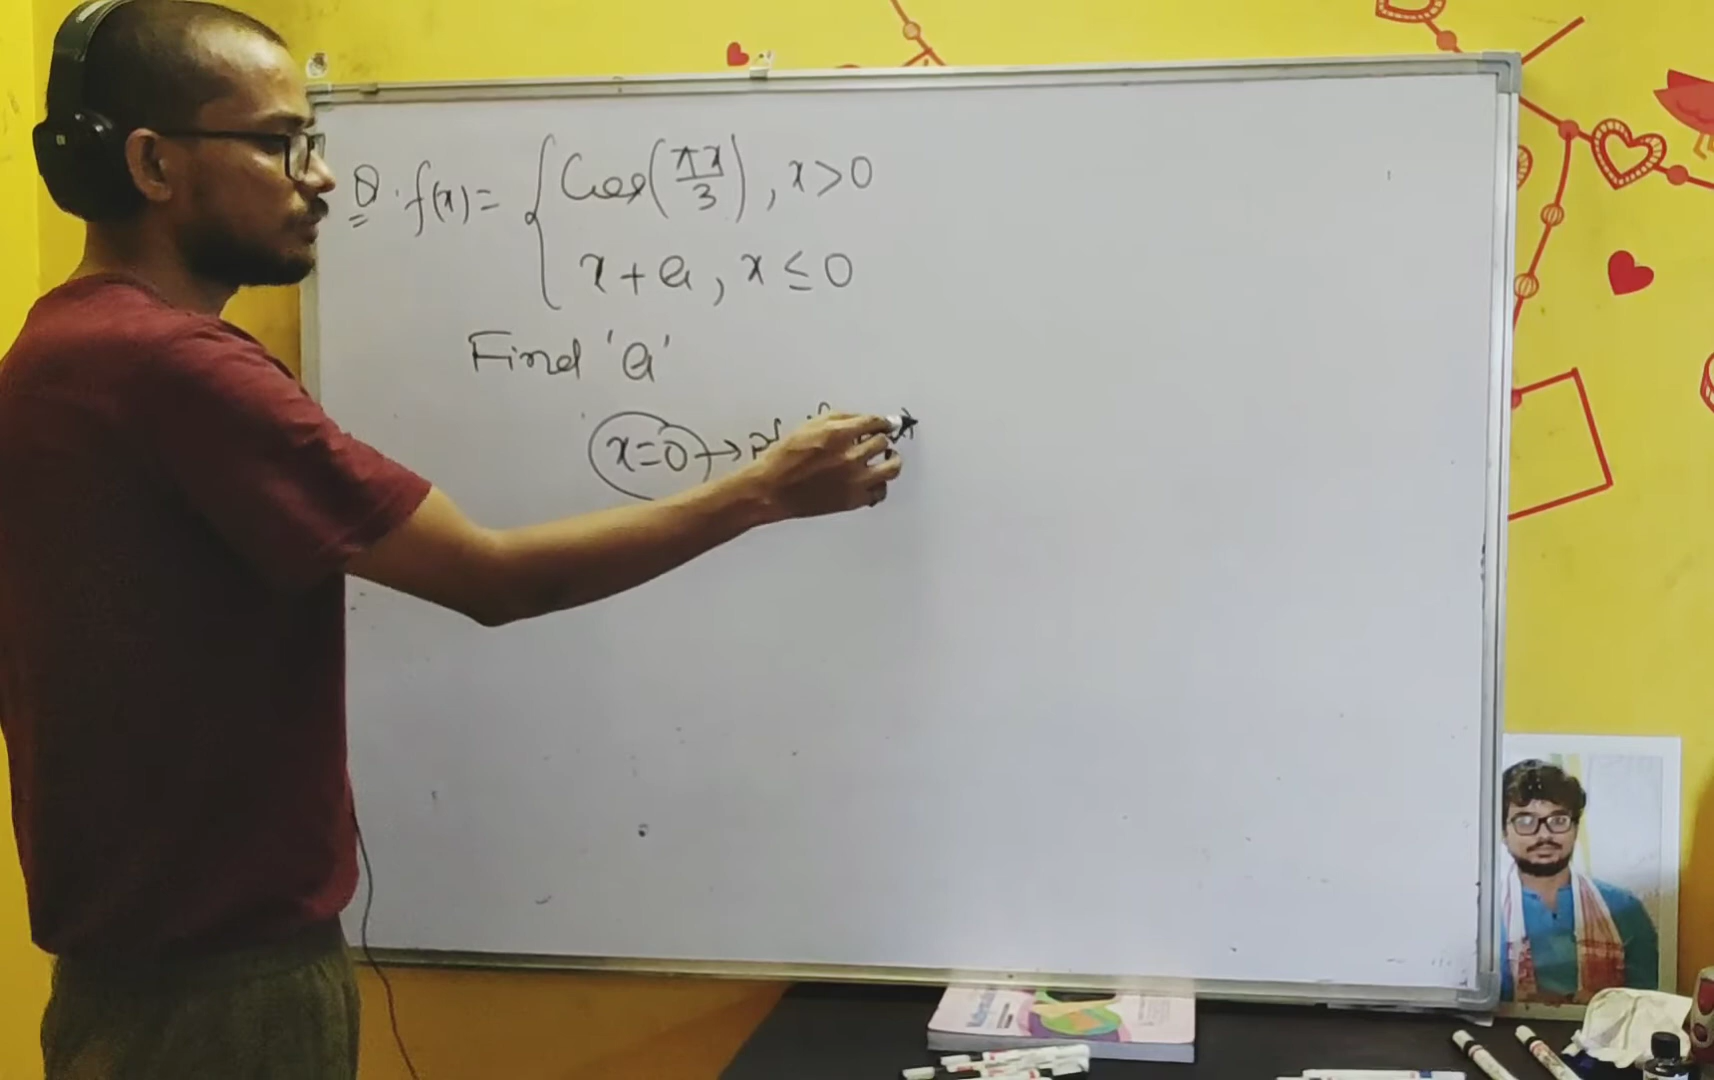 Q. f(x) = { Cos(πx/3), x > 0
x + a, x ≤ 0
Find 'a'
x=0 →